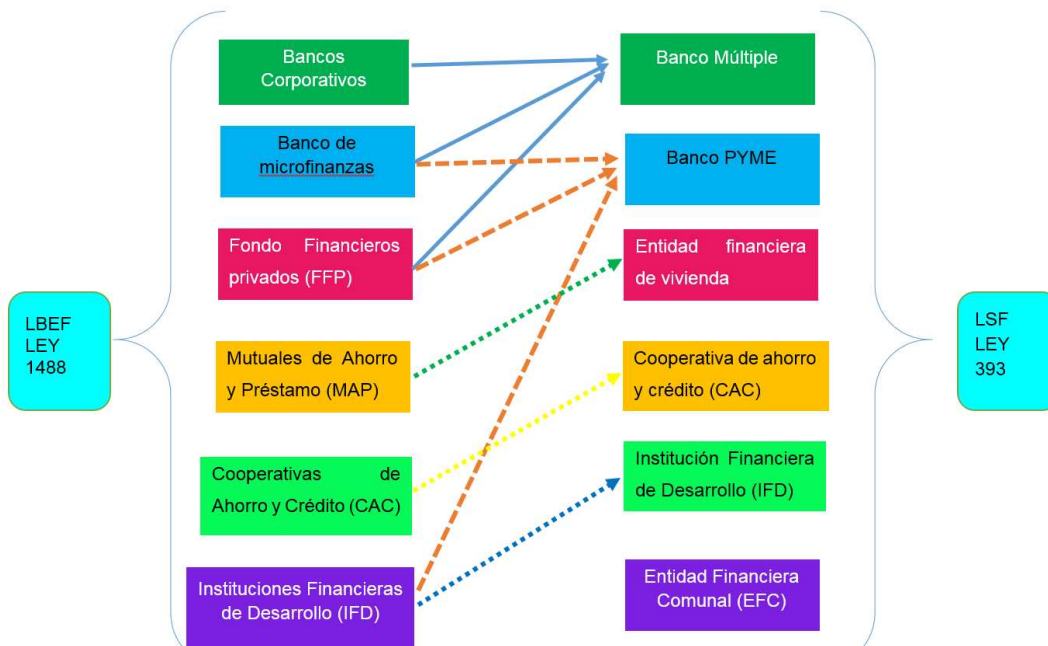 LBEF
LEY
1488
Bancos
Corporativos
Banco de
microfinanzas
Fondo Financieros
privados (FFP)
Mutuales de Ahorro
y Préstamo (MAP)
Cooperativas de
Ahorro y Crédito (CAC)
Instituciones Financieras
de Desarrollo (IFD)
Banco Múltiple
Banco PYME
Entidad financiera
de vivienda
Cooperativa de ahorro
y crédito (CAC)
Institución Financiera
de Desarrollo (IFD)
Entidad Financiera
Comunal (EFC)
LSF
LEY
393